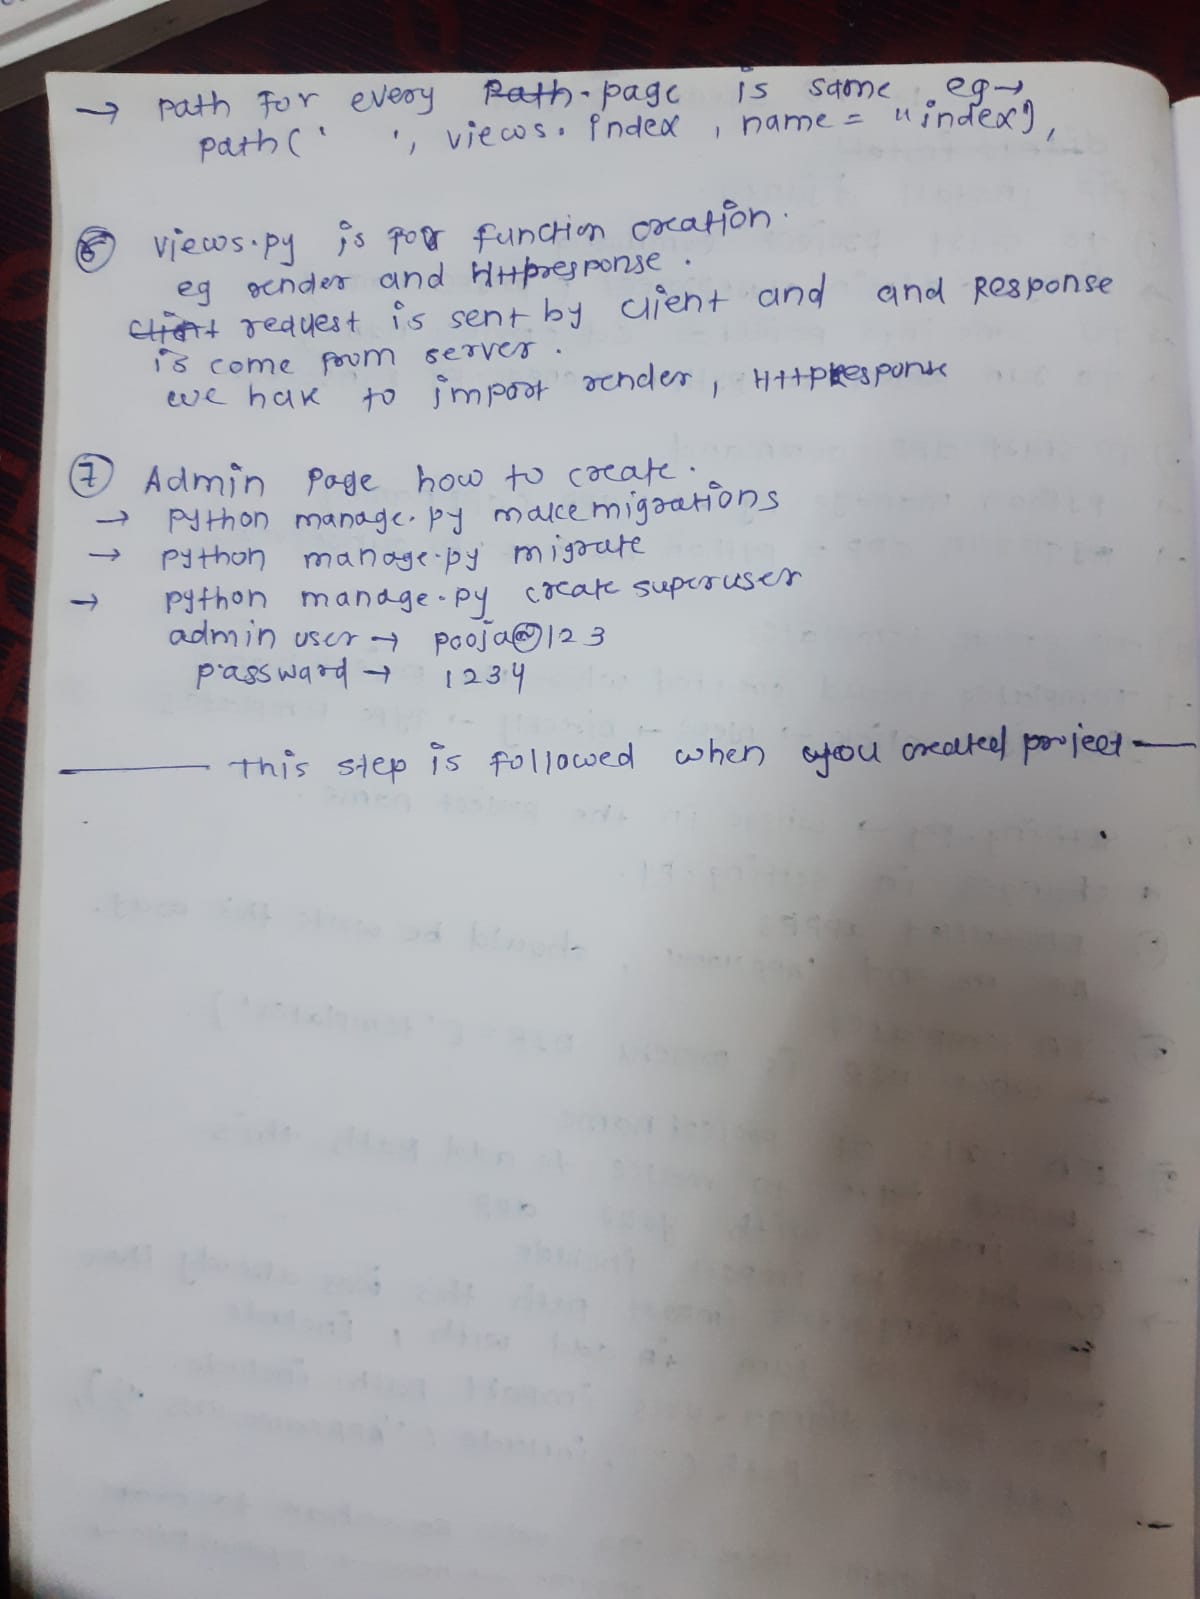 → path for every page is same eg→
path(' ', views. index , name = "index"),
⑥ views.py is for function creation.
eg render and Httpresponse .
request is sent by client and and Response
is come from server .
we have to import render, HttpResponse
⑦ Admin Page how to create.
→ python manage.py makemigrations
→ python manage.py migrate
→ python manage.py create superuser
admin user → pooja@123
passward → 1234
This step is followed when you created project